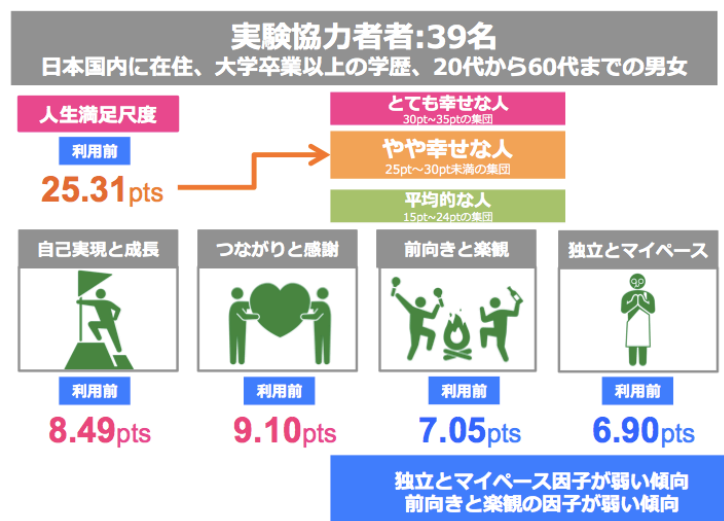 実験協力者者:39名
日本国内に在住、大学卒業以上の学歴、20代から60代までの男女
人生満足尺度
利用前
25.31pts
とても幸せな人
30pt~35ptの集団
やや幸せな人
25pt～30pt未満の集団
平均的な人
15pt~24ptの集団
自己実現と成長
つながりと感謝
前向きと楽観
独立とマイペース
利用前
利用前
利用前
利用前
8.49pts
9.10pts
7.05pts
6.90pts
独立とマイペース因子が弱い傾向
前向きと楽観の因子が弱い傾向